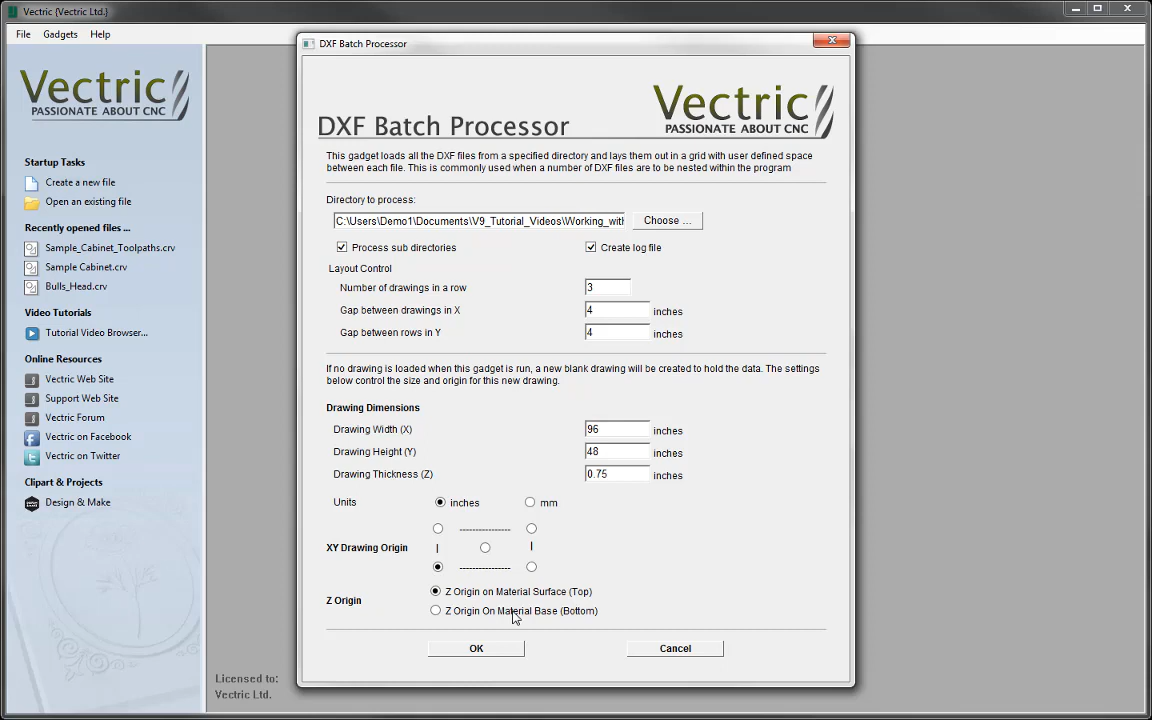 Vectric {Vectric Ltd.}
File Gadgets Help
Vectric
PASSIONATE ABOUT CNC
Startup Tasks
Create a new file
Open an existing file
Recently opened files ...
Sample_Cabinet_Toolpaths.crv
Sample Cabinet.crv
Bulls_Head.crv
Video Tutorials
Tutorial Video Browser...
Online Resources
Vectric Web Site
Support Web Site
Vectric Forum
Vectric on Facebook
Vectric on Twitter
Clipart & Projects
Design & Make
Licensed to:
Vectric Ltd.
DXF Batch Processor
DXF Batch Processor
Vectric
PASSIONATE ABOUT CNC
This gadget loads all the DXF files from a specified directory and lays them out in a grid with user defined space
between each file. This is commonly used when a number of DXF files are to be nested within the program
Directory to process:
C:\Users\Demo1\Documents\V9_Tutorial_Videos\Working_with Choose ...
Process sub directories Create log file
Layout Control
Number of drawings in a row 3
Gap between drawings in X 4 inches
Gap between rows in Y 4 inches
If no drawing is loaded when this gadget is run, a new blank drawing will be created to hold the data. The settings
below control the size and origin for this new drawing.
Drawing Dimensions
Drawing Width (X) 96 inches
Drawing Height (Y) 48 inches
Drawing Thickness (Z) 0.75 inches
Units inches mm
----------------
XY Drawing Origin | |
----------------
Z Origin on Material Surface (Top)
Z Origin
Z Origin On Material Base (Bottom)
OK Cancel